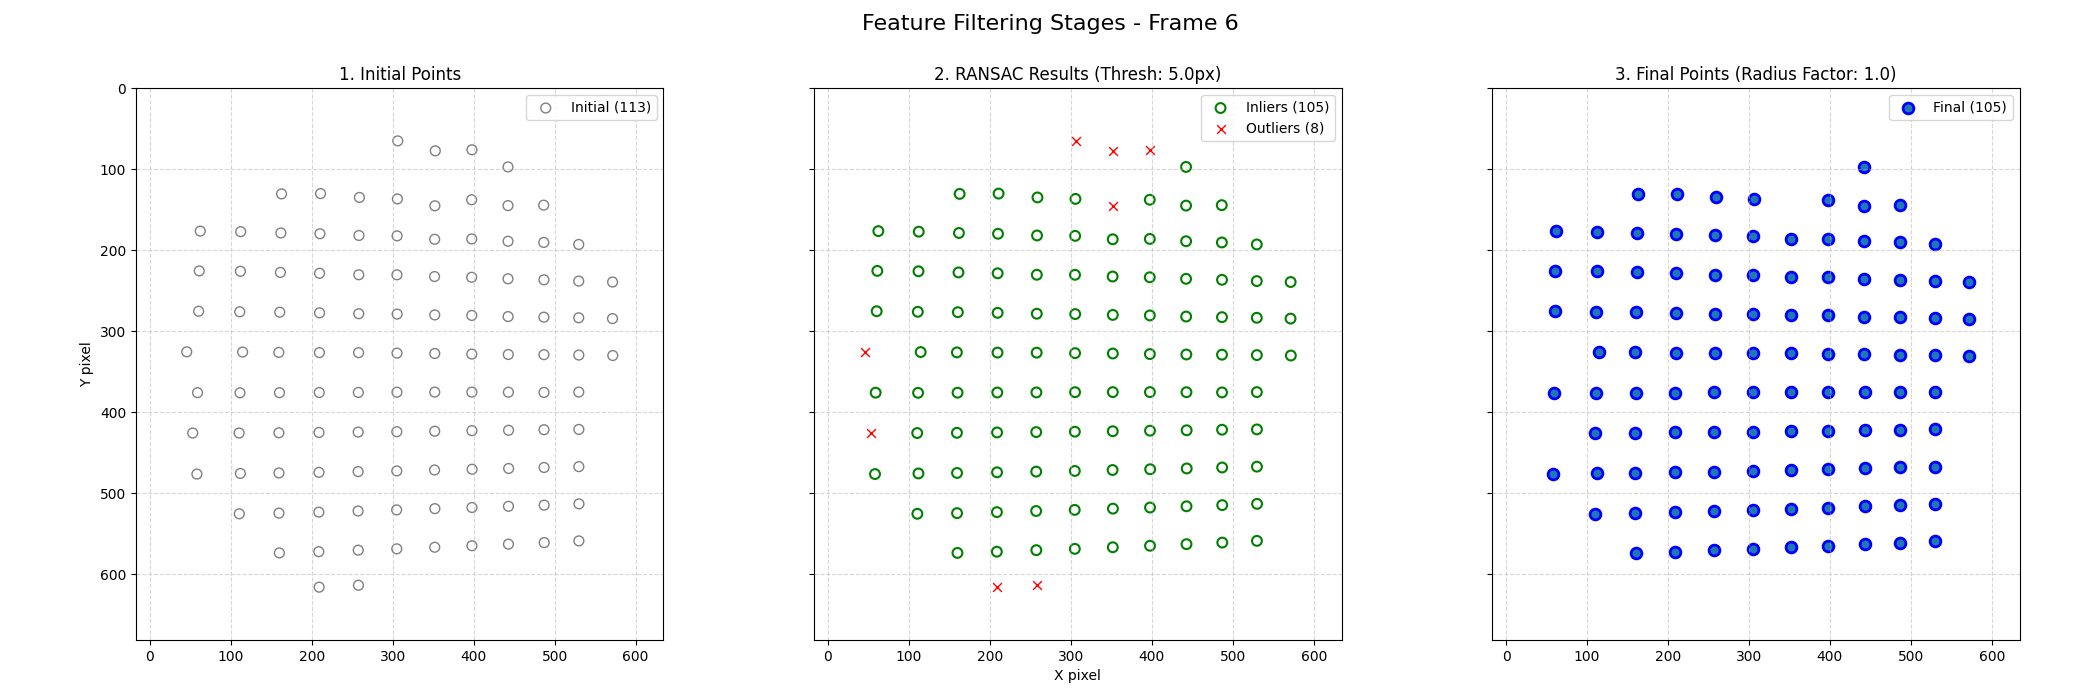 Feature Filtering Stages - Frame 6
1. Initial Points
Initial (113)
0
100
200
300
400
500
600
Y pixel
0 100 200 300 400 500 600
2. RANSAC Results (Thresh: 5.0px)
Inliers (105)
Outliers (8)
0 100 200 300 400 500 600
X pixel
3. Final Points (Radius Factor: 1.0)
Final (105)
0 100 200 300 400 500 600